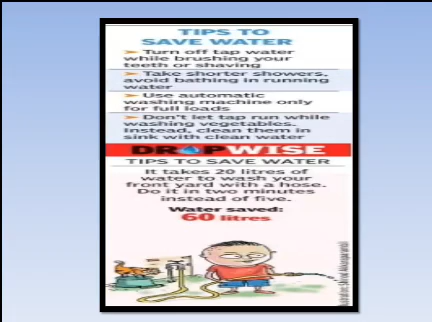 TIPS TO
SAVE WATER
➤ Turn off tap water
while brushing your
teeth or shaving
➤ Take shorter showers,
avoid bathing in running
water
➤ Use automatic
washing machine only
for full loads
➤ Don't let tap run while
washing vegetables.
Instead, clean them in
sink with clean water
DROPWISE
TIPS TO SAVE WATER
It takes 20 litres of
water to wash your
front yard with a hose.
Do it in two minutes
instead of five.
Water saved:
60 litres